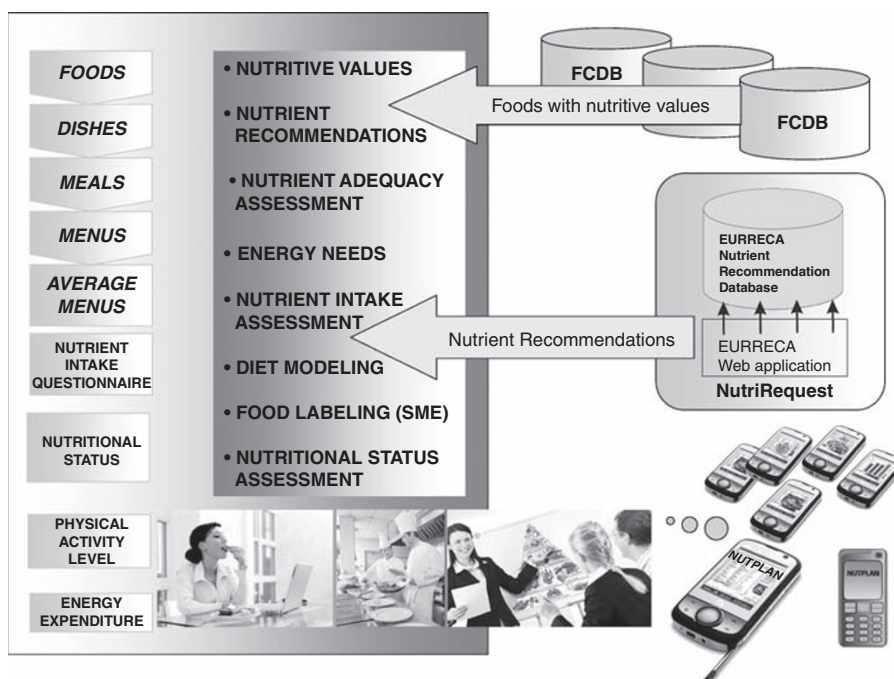 FOODS
DISHES
MEALS
MENUS
AVERAGE
MENUS
NUTRIENT
INTAKE
QUESTIONNAIRE
NUTRITIONAL
STATUS
PHYSICAL
ACTIVITY
LEVEL
ENERGY
EXPENDITURE
• NUTRITIVE VALUES
• NUTRIENT
RECOMMENDATIONS
• NUTRIENT ADEQUACY
ASSESSMENT
• ENERGY NEEDS
• NUTRIENT INTAKE
ASSESSMENT
• DIET MODELING
• FOOD LABELING (SME)
• NUTRITIONAL STATUS
ASSESSMENT
FCDB
Foods with nutritive values
FCDB
EURRECA
Nutrient
Recommendation
Database
Nutrient Recommendations
EURRECA
Web application
NutriRequest
NUTPLAN
NUTPLAN